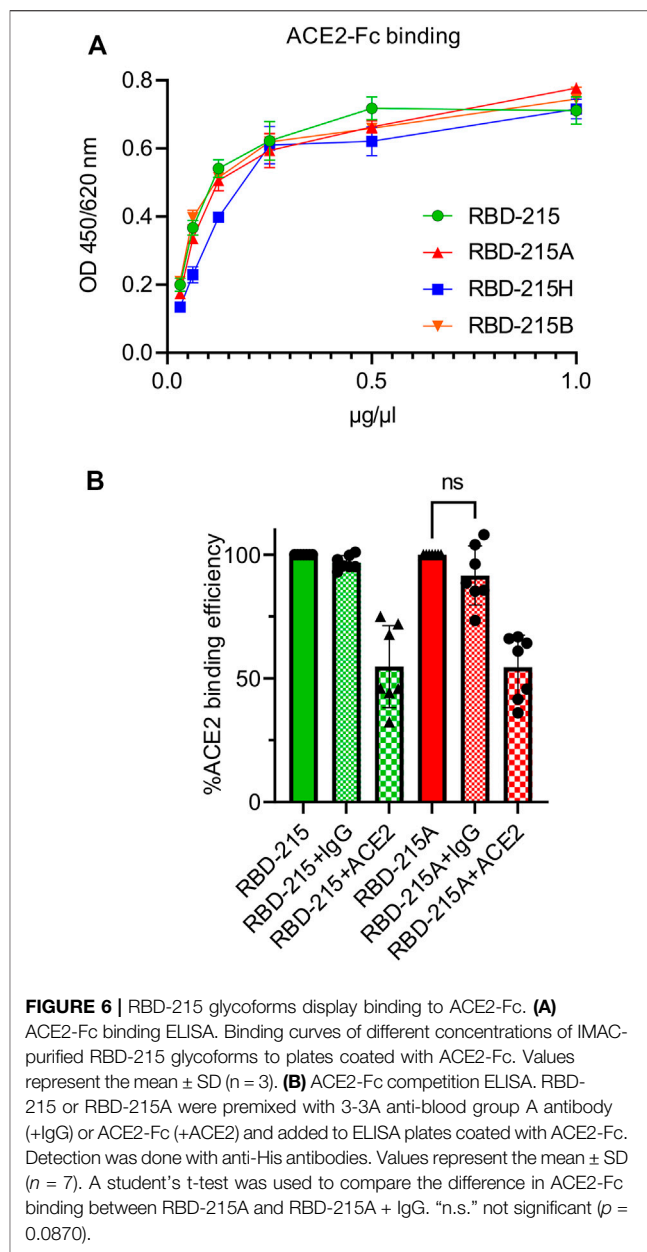 ACE2-Fc binding
A
0.8
0.6
0.4
0.2
0.0
OD 450/620 nm
RBD-215
RBD-215A
RBD-215H
RBD-215B
0.0 0.5 1.0
µg/µl
B
ns
100
50
0
%ACE2 binding efficiency
RBD-215
RBD-215+IgG
RBD-215+ACE2
RBD-215A
RBD-215A+IgG
RBD-215A+ACE2
FIGURE 6 | RBD-215 glycoforms display binding to ACE2-Fc. (A)
ACE2-Fc binding ELISA. Binding curves of different concentrations of IMAC-
purified RBD-215 glycoforms to plates coated with ACE2-Fc. Values
represent the mean ± SD (n = 3). (B) ACE2-Fc competition ELISA. RBD-
215 or RBD-215A were premixed with 3-3A anti-blood group A antibody
(+IgG) or ACE2-Fc (+ACE2) and added to ELISA plates coated with ACE2-Fc.
Detection was done with anti-His antibodies. Values represent the mean ± SD
(n = 7). A student's t-test was used to compare the difference in ACE2-Fc
binding between RBD-215A and RBD-215A + IgG. “n.s.” not significant (p =
0.0870).